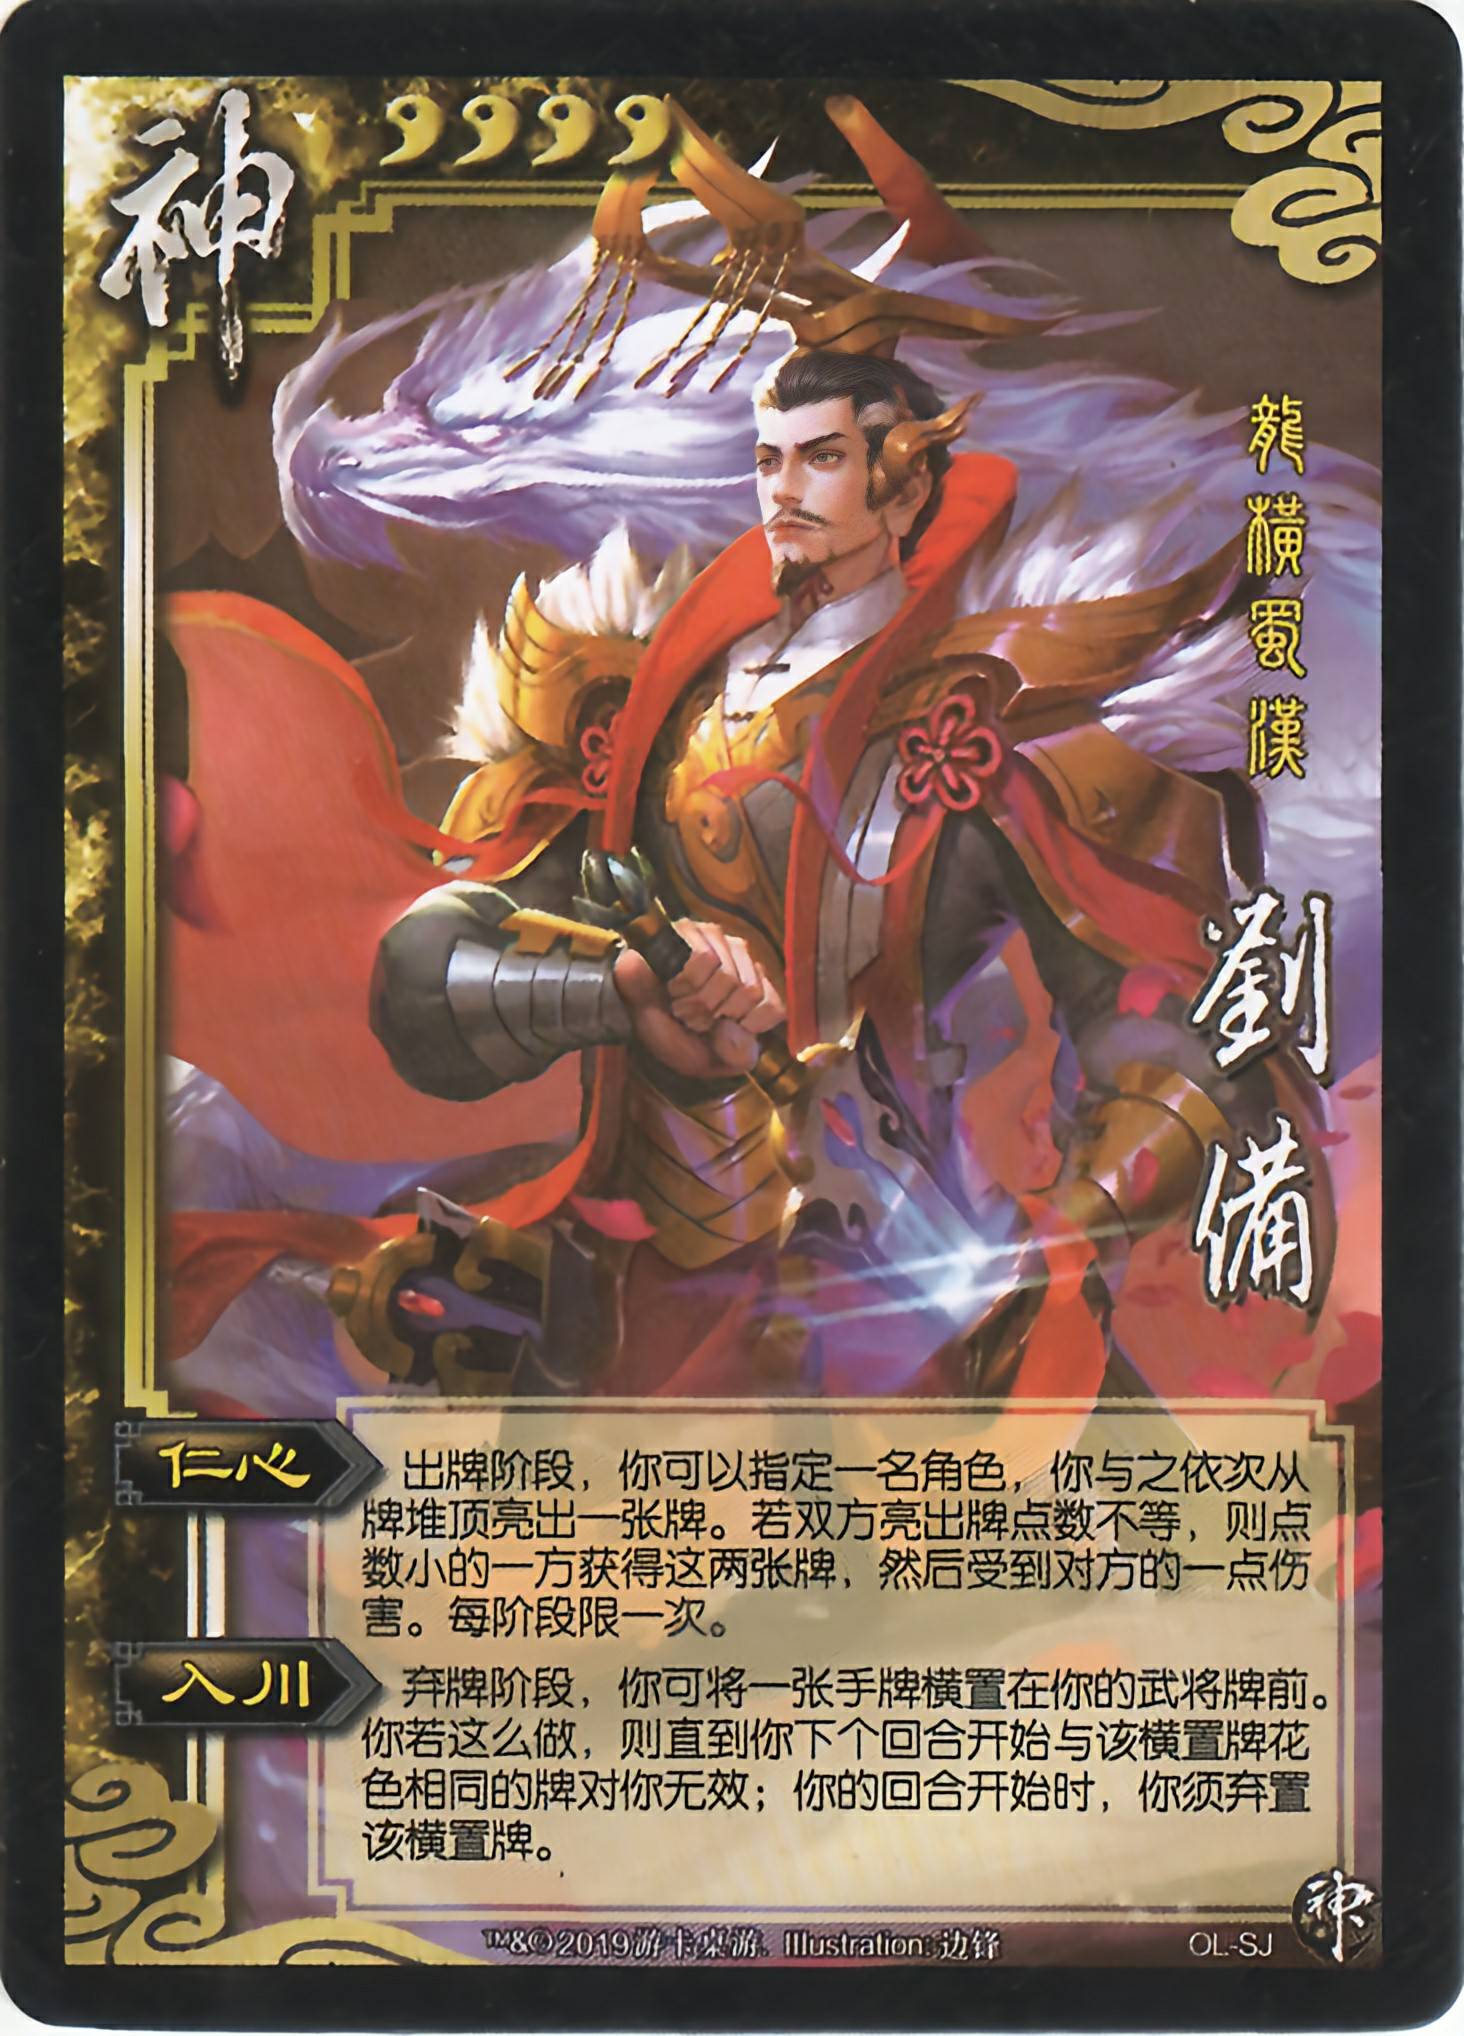 神
龍橫蜀漢
劉備
仁心
出牌阶段，你可以指定一名角色，你与之依次从
牌堆顶亮出一张牌。若双方亮出牌点数不等，则点
数小的一方获得这两张牌，然后受到对方的一点伤
害。每阶段限一次。
入川
弃牌阶段，你可将一张手牌横置在你的武将牌前。
你若这么做，则直到你下个回合开始与该横置牌花
色相同的牌对你无效；你的回合开始时，你须弃置
该横置牌。
™&©2019游卡桌游. Illustration:边锋
OL-SJ
神